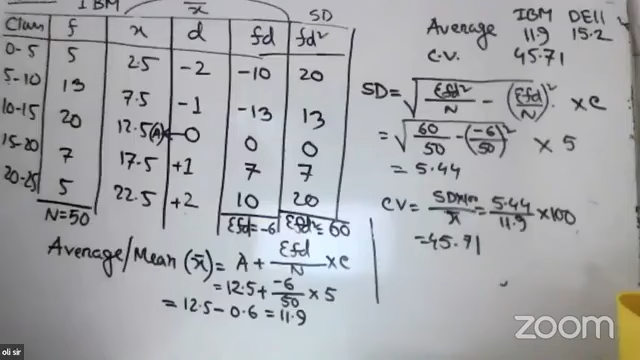 IBM x̄ SD
Class f x d fd fd²
0-5 5 2.5 -2 -10 20
5-10 13 7.5 -1 -13 13
10-15 20 12.5(A) 0 0 0
15-20 7 17.5 +1 7 7
20-25 5 22.5 +2 10 20
N=50 Σfd=-6 Σfd²=60
Average/Mean (x̄) = A + Σfd/N × C
= 12.5 + -6/50 × 5
= 12.5 - 0.6 = 11.9
IBM DEll
Average 11.9 15.2
C.V. 45.71
SD = √(Σfd²/N - (Σfd/N)²) × C
= √(60/50 - (-6/50)²) × 5
= 5.44
CV = SD×100/x̄ = 5.44/11.9 × 100
= 45.71
oli sir
zoom